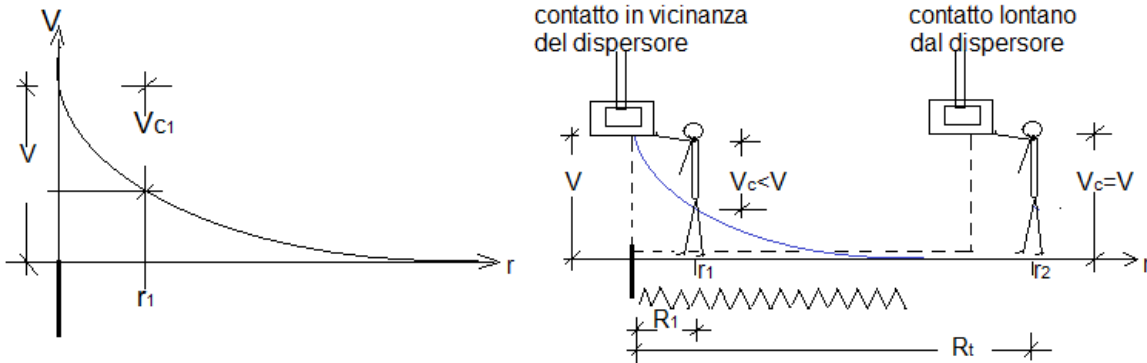 V
V
VC1
r1
r
contatto in vicinanza
del dispersore
contatto lontano
dal dispersore
V
Vc<V
Vc=V
r1
r2
r
R1
Rt